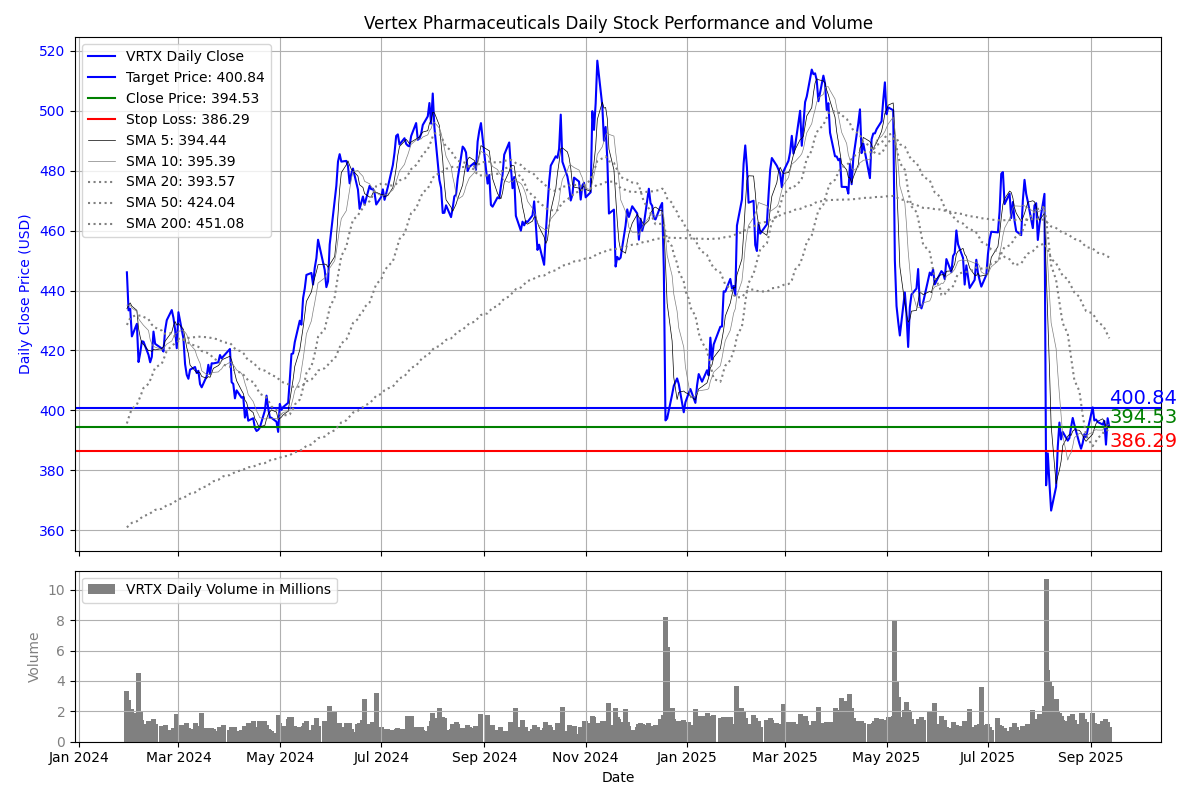 Vertex Pharmaceuticals Daily Stock Performance and Volume
Daily Close Price (USD)
520
500
480
460
440
420
400
380
360
VRTX Daily Close
Target Price: 400.84
Close Price: 394.53
Stop Loss: 386.29
SMA 5: 394.44
SMA 10: 395.39
SMA 20: 393.57
SMA 50: 424.04
SMA 200: 451.08
400.84
394.53
386.29
Volume
10
8
6
4
2
0
VRTX Daily Volume in Millions
Jan 2024 Mar 2024 May 2024 Jul 2024 Sep 2024 Nov 2024 Jan 2025 Mar 2025 May 2025 Jul 2025 Sep 2025
Date